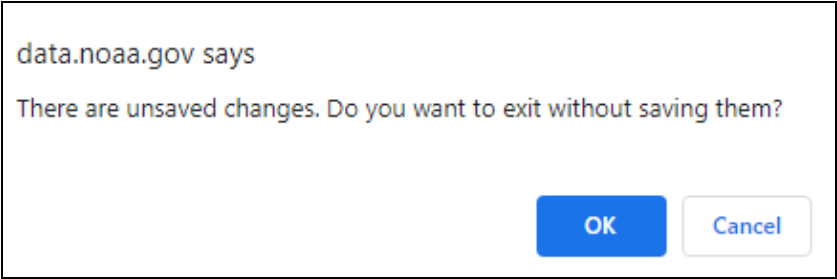 data.noaa.gov says
There are unsaved changes. Do you want to exit without saving them?
OK
Cancel